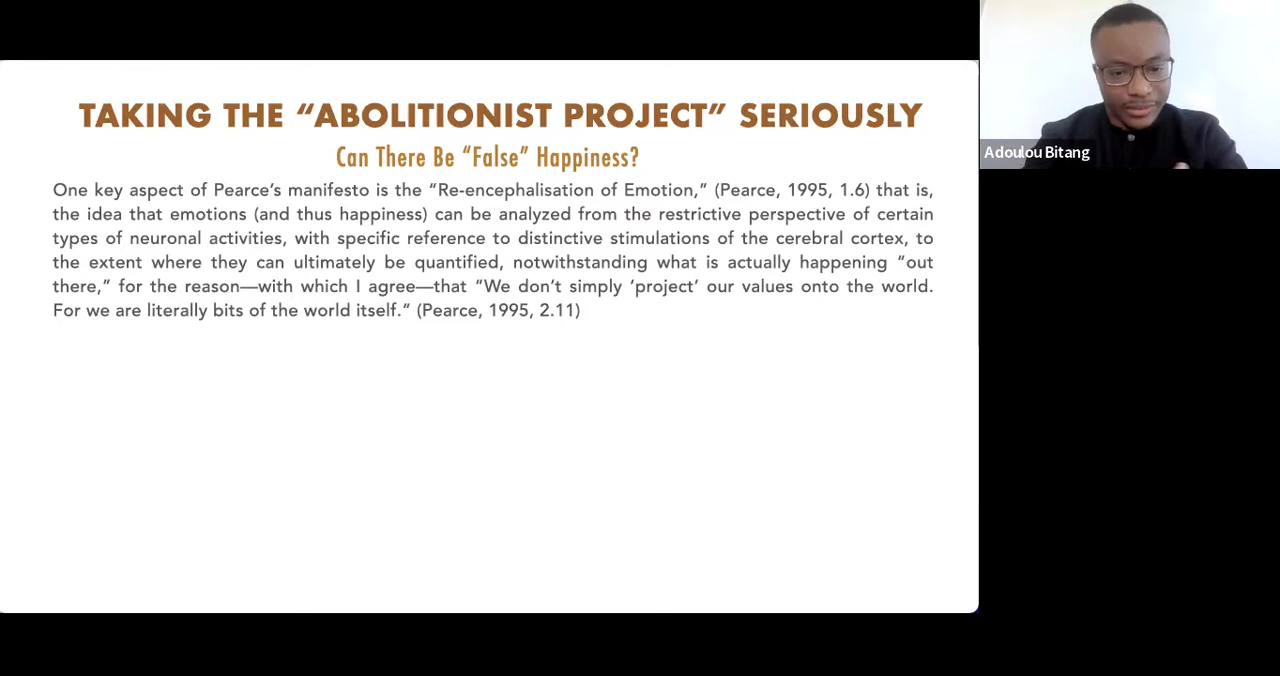 TAKING THE “ABOLITIONIST PROJECT” SERIOUSLY
Can There Be “False” Happiness?
One key aspect of Pearce’s manifesto is the “Re-encephalisation of Emotion,” (Pearce, 1995, 1.6) that is,
the idea that emotions (and thus happiness) can be analyzed from the restrictive perspective of certain
types of neuronal activities, with specific reference to distinctive stimulations of the cerebral cortex, to
the extent where they can ultimately be quantified, notwithstanding what is actually happening “out
there,” for the reason—with which I agree—that “We don’t simply ‘project’ our values onto the world.
For we are literally bits of the world itself.” (Pearce, 1995, 2.11)
Adoulou Bitang